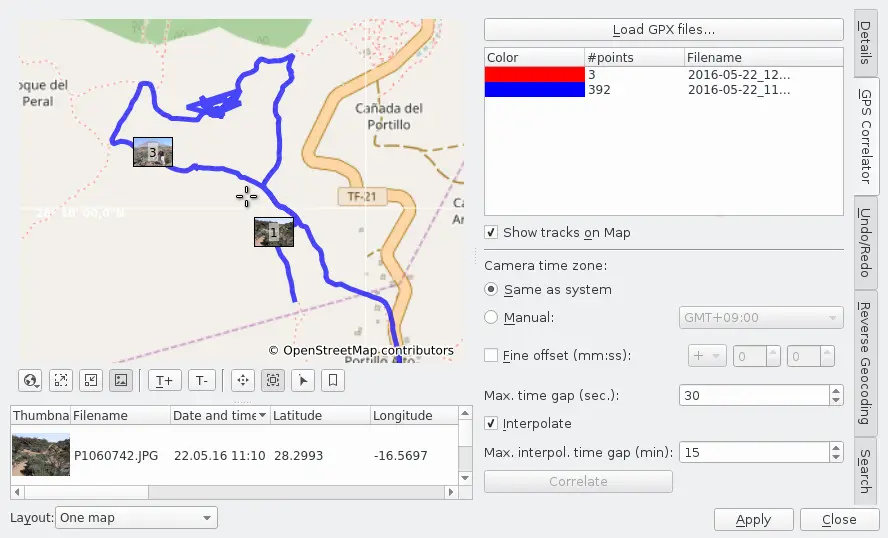 oque del
Peral
Cañada del
Portillo
TF-21
3
1
28° 18' 00,0" N
© OpenStreetMap contributors
Portillo Alto
T+
T-
Thumbna
Filename
Date and time
Latitude
Longitude
P1060742.JPG
22.05.16 11:10
28.2993
-16.5697
Layout:
One map
Load GPX files...
Color
#points
Filename
3
2016-05-22_12...
392
2016-05-22_11...
Show tracks on Map
Camera time zone:
Same as system
Manual:
GMT+09:00
Fine offset (mm:ss):
+
0
0
Max. time gap (sec.):
30
Interpolate
Max. interpol. time gap (min):
15
Correlate
Apply
Close
Details
GPS Correlator
Undo/Redo
Reverse Geocoding
Search